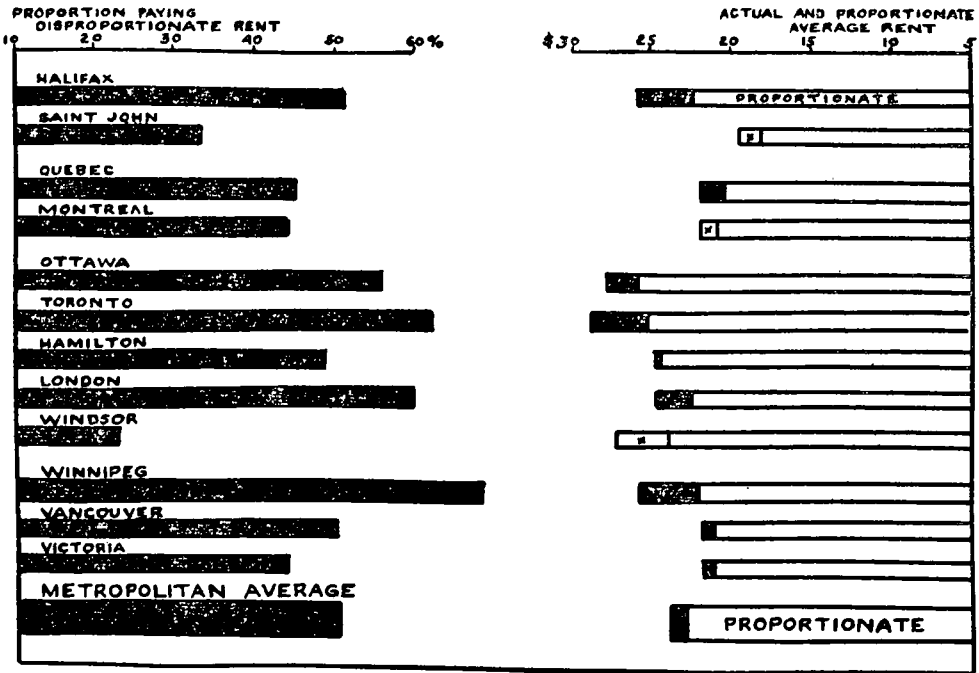 PROPORTION PAYING
DISPROPORTIONATE RENT
10 20 30 40 50 60%
ACTUAL AND PROPORTIONATE
AVERAGE RENT
$30 25 20 15 10 5
HALIFAX
PROPORTIONATE
SAINT JOHN
QUEBEC
MONTREAL
OTTAWA
TORONTO
HAMILTON
LONDON
WINDSOR
WINNIPEG
VANCOUVER
VICTORIA
METROPOLITAN AVERAGE
PROPORTIONATE